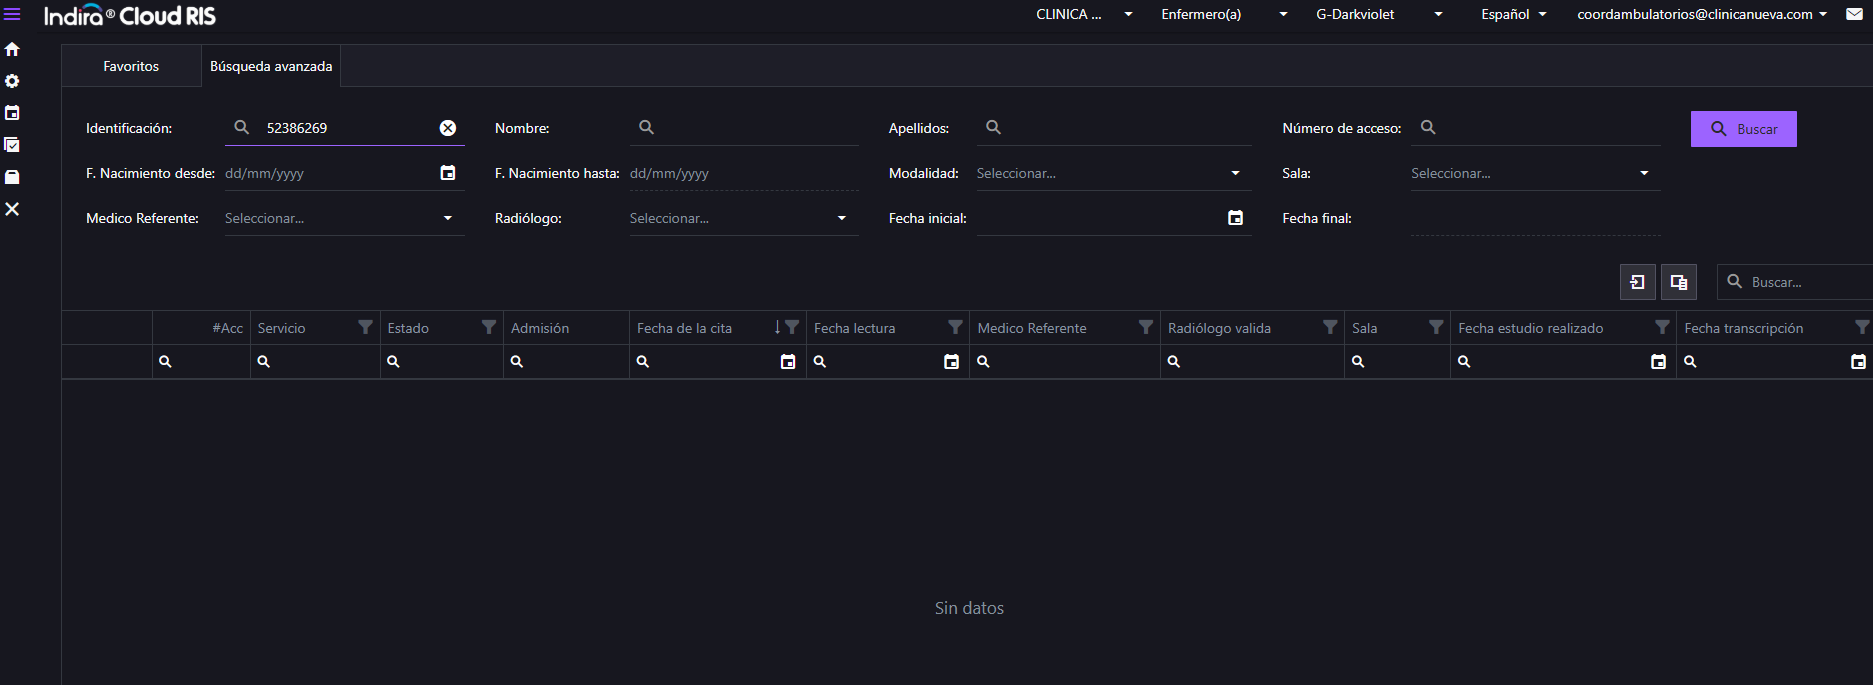 Indira® Cloud RIS
CLINICA ...
Enfermero(a)
G-Darkviolet
Español
coordambulatorios@clinicanueva.com
Favoritos
Búsqueda avanzada
Identificación:
52386269
Nombre:
Apellidos:
Número de acceso:
Buscar
F. Nacimiento desde:
dd/mm/yyyy
F. Nacimiento hasta:
dd/mm/yyyy
Modalidad:
Seleccionar...
Sala:
Seleccionar...
Medico Referente:
Seleccionar...
Radiólogo:
Seleccionar...
Fecha inicial:
Fecha final:
Buscar...
#Acc
Servicio
Estado
Admisión
Fecha de la cita
Fecha lectura
Medico Referente
Radiólogo valida
Sala
Fecha estudio realizado
Fecha transcripción
Sin datos